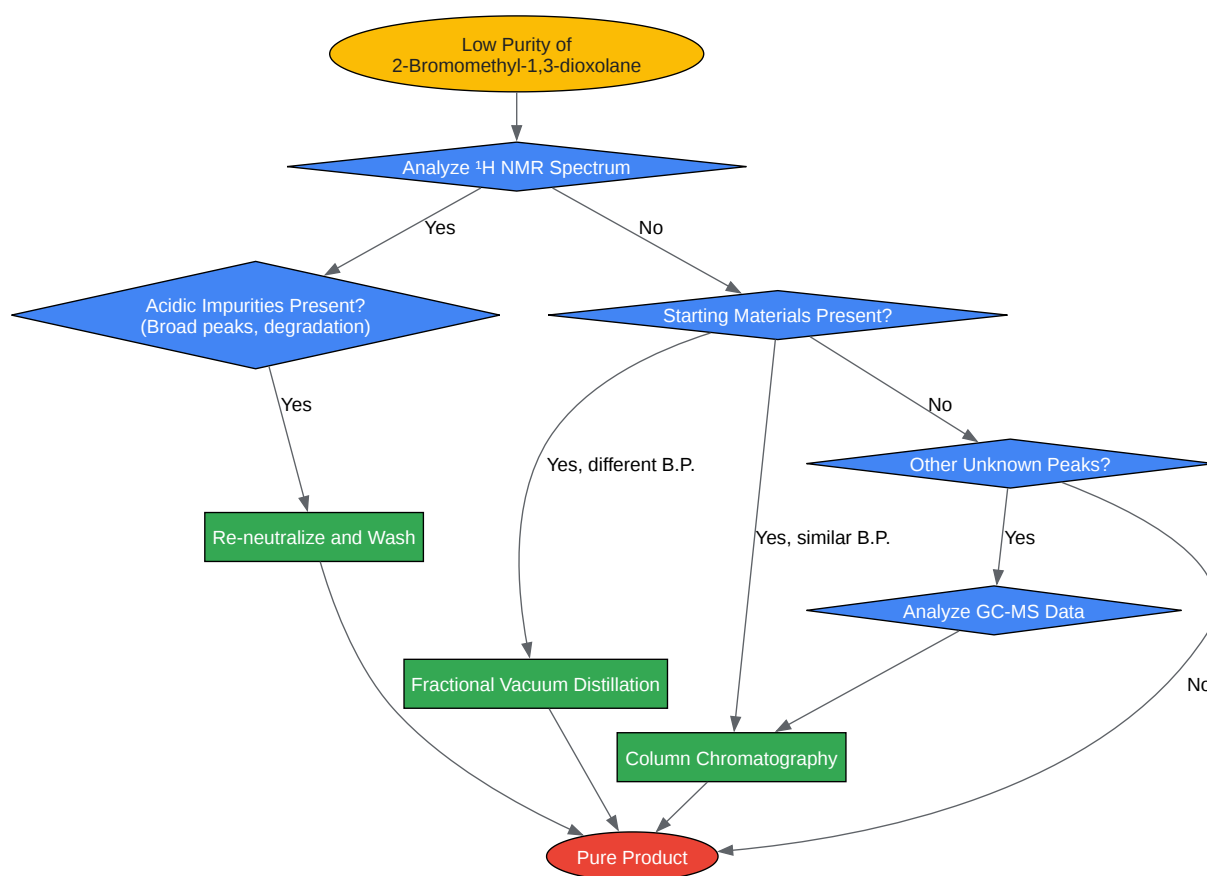 Low Purity of
2-Bromomethyl-1,3-dioxolane
Analyze ¹H NMR Spectrum
Yes
No
Acidic Impurities Present?
(Broad peaks, degradation)
Starting Materials Present?
Yes
No
Yes, different B.P.
Other Unknown Peaks?
Re-neutralize and Wash
Yes, similar B.P.
Yes
Analyze GC-MS Data
Fractional Vacuum Distillation
No
Column Chromatography
Pure Product